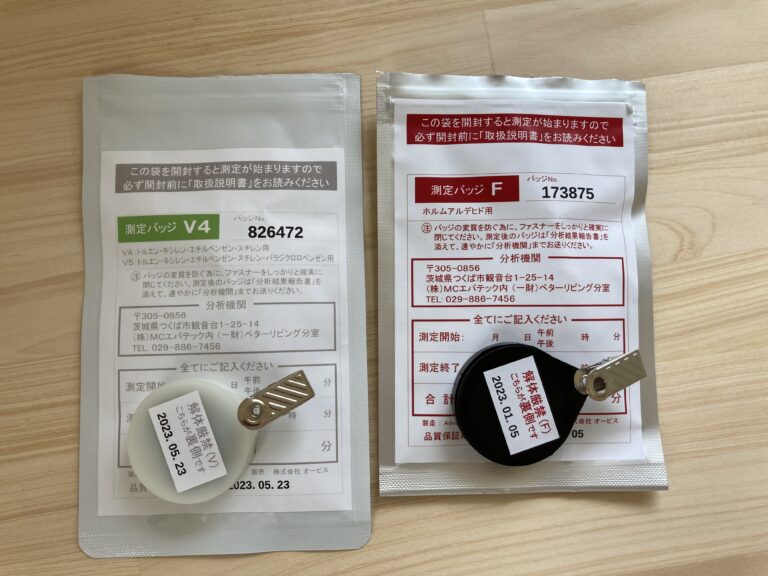 この袋を開封すると測定が始まりますので
必ず開封前に「取扱説明書」をお読みください
測定バッジ V4
バッジNo.
826472
V4:トルエン・キシレン・エチルベンゼン・スチレン用
V5:トルエン・キシレン・エチルベンゼン・スチレン・パラジクロロベンゼン用
注 バッジの変質を防ぐ為に、ファスナーをしっかりと確実に
閉じてください。測定後のバッジは「分析結果報告書」を
添えて、速やかに「分析機関」までお送りください。
分析機関
〒305-0856
茨城県つくば市観音台1-25-14
(株)MCエバテック内 (一財)ベターリビング分室
TEL: 029-886-7456
全てにご記入ください
測定開始
月 日 午前 時 分
分
分
解体厳禁(V)
こちらが裏側です
2023.05.23
販売 株式会社 オービス
品質保
2023.05.23
この袋を開封すると測定が始まりますので
必ず開封前に「取扱説明書」をお読みください
測定バッジ F
バッジNo.
173875
ホルムアルデヒド用
注 バッジの変質を防ぐ為に、ファスナーをしっかりと確実に
閉じてください。測定後のバッジは「分析結果報告書」を
添えて、速やかに「分析機関」までお送りください。
分析機関
〒305-0856
茨城県つくば市観音台1-25-14
(株)MCエバテック内 (一財)ベターリビング分室
TEL: 029-886-7456
全てにご記入ください
測定開始: 月 日 午前 時 分
午後
測定終了
合計
分
解体厳禁(F)
こちらが裏側です
2023.01.05
製造:
株式会社 オービス
品質保証
05